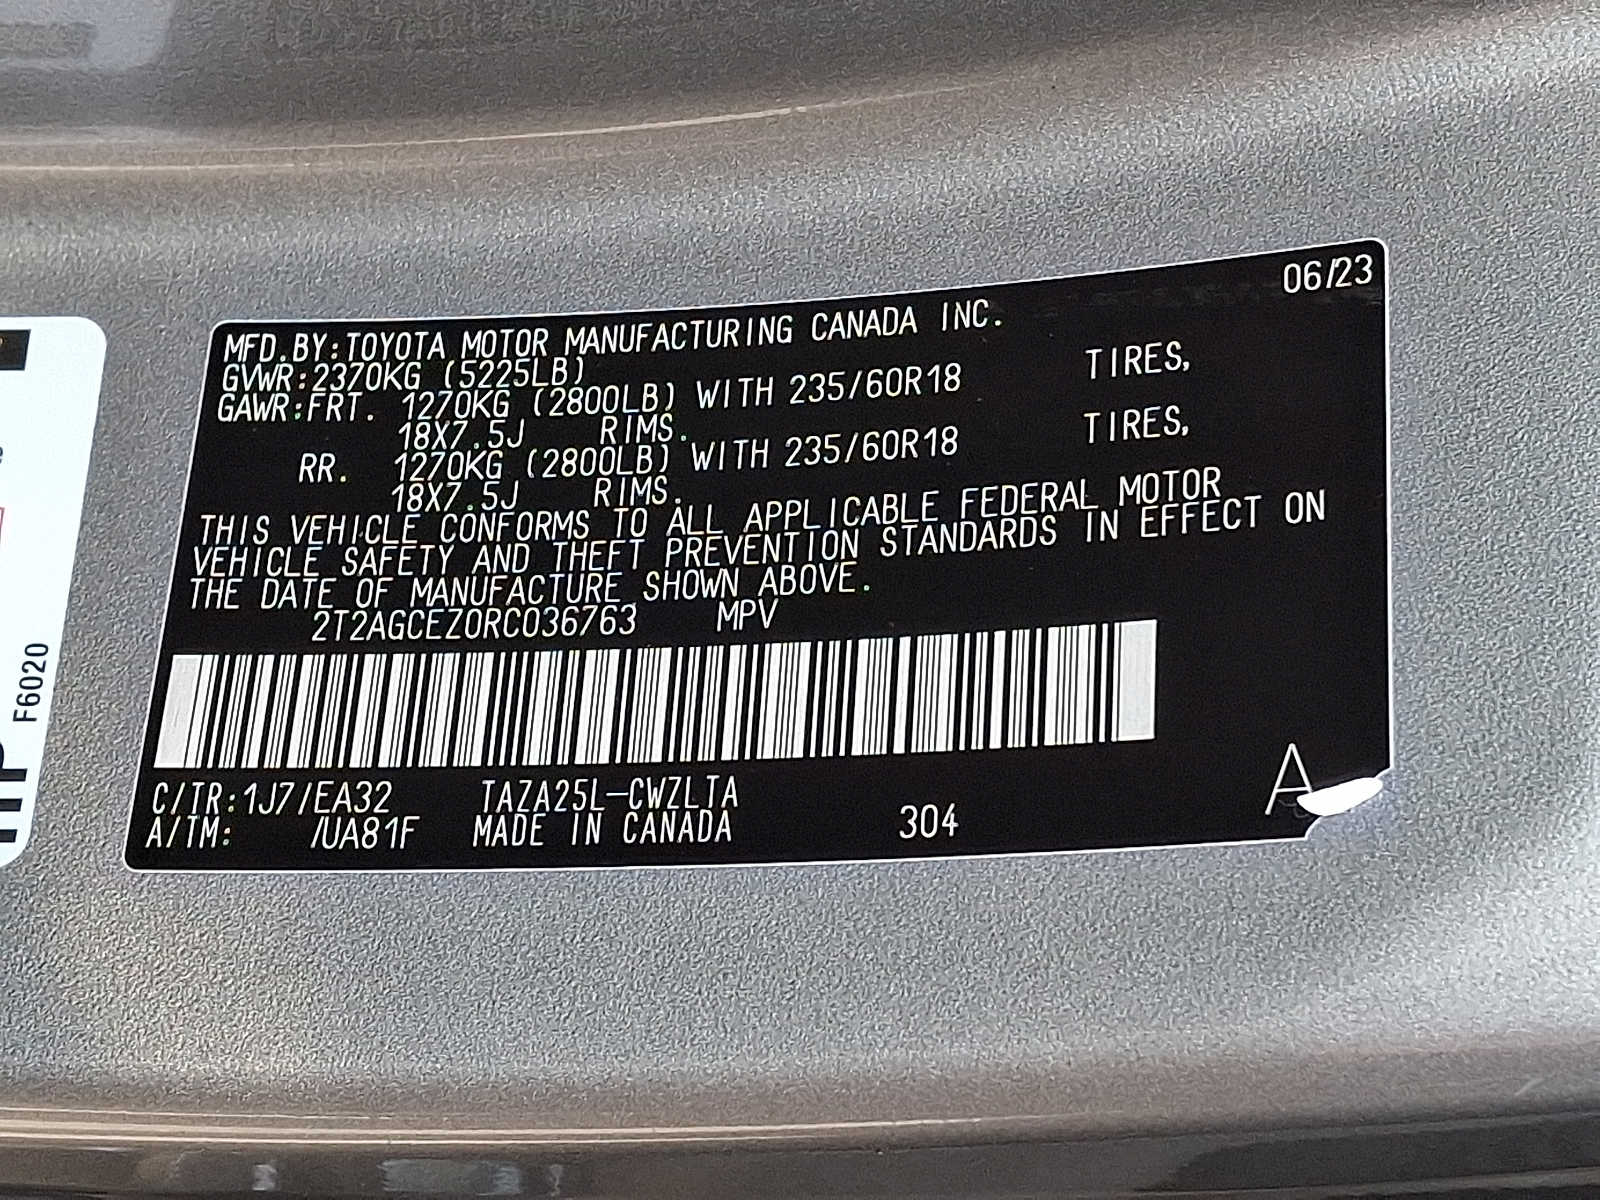 06/23
MFD.BY:TOYOTA MOTOR MANUFACTURING CANADA INC.
GVWR:2370KG (5225LB)
GAWR:FRT. 1270KG (2800LB) WITH 235/60R18 TIRES,
18X7.5J RIMS.
RR. 1270KG (2800LB) WITH 235/60R18 TIRES,
18X7.5J RIMS.
THIS VEHICLE CONFORMS TO ALL APPLICABLE FEDERAL MOTOR
VEHICLE SAFETY AND THEFT PREVENTION STANDARDS IN EFFECT ON
THE DATE OF MANUFACTURE SHOWN ABOVE.
2T2AGCEZ0RC036763 MPV
C/TR:1J7/EA32 TAZA25L-CWZLTA
A/TM: /UA81F MADE IN CANADA 304 A
F6020